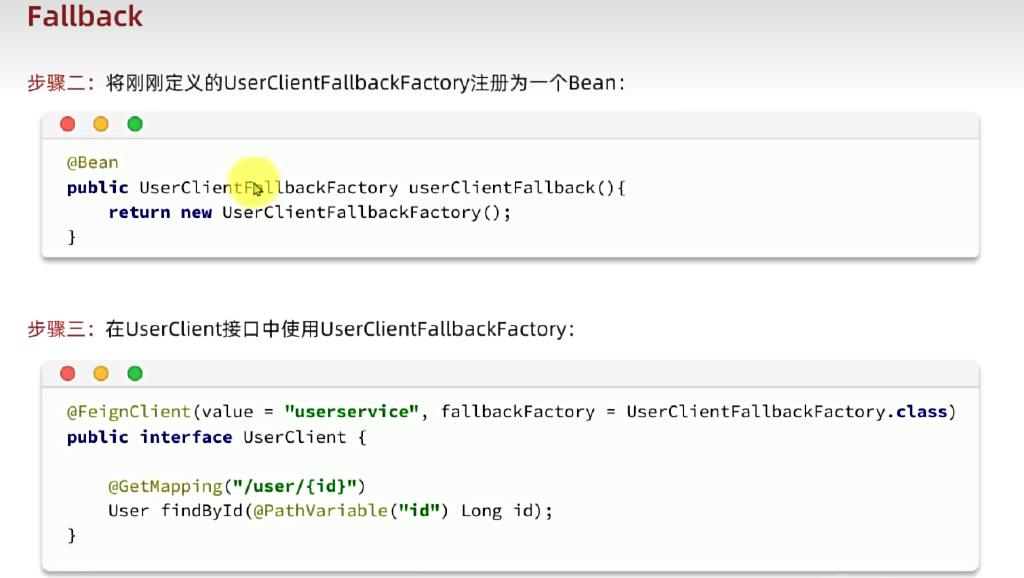 Fallback
步骤二：将刚刚定义的UserClientFallbackFactory注册为一个Bean：
@Bean
public UserClientFallbackFactory userClientFallback(){
    return new UserClientFallbackFactory();
}
步骤三：在UserClient接口中使用UserClientFallbackFactory：
@FeignClient(value = "userservice", fallbackFactory = UserClientFallbackFactory.class)
public interface UserClient {
    @GetMapping("/user/{id}")
    User findById(@PathVariable("id") Long id);
}